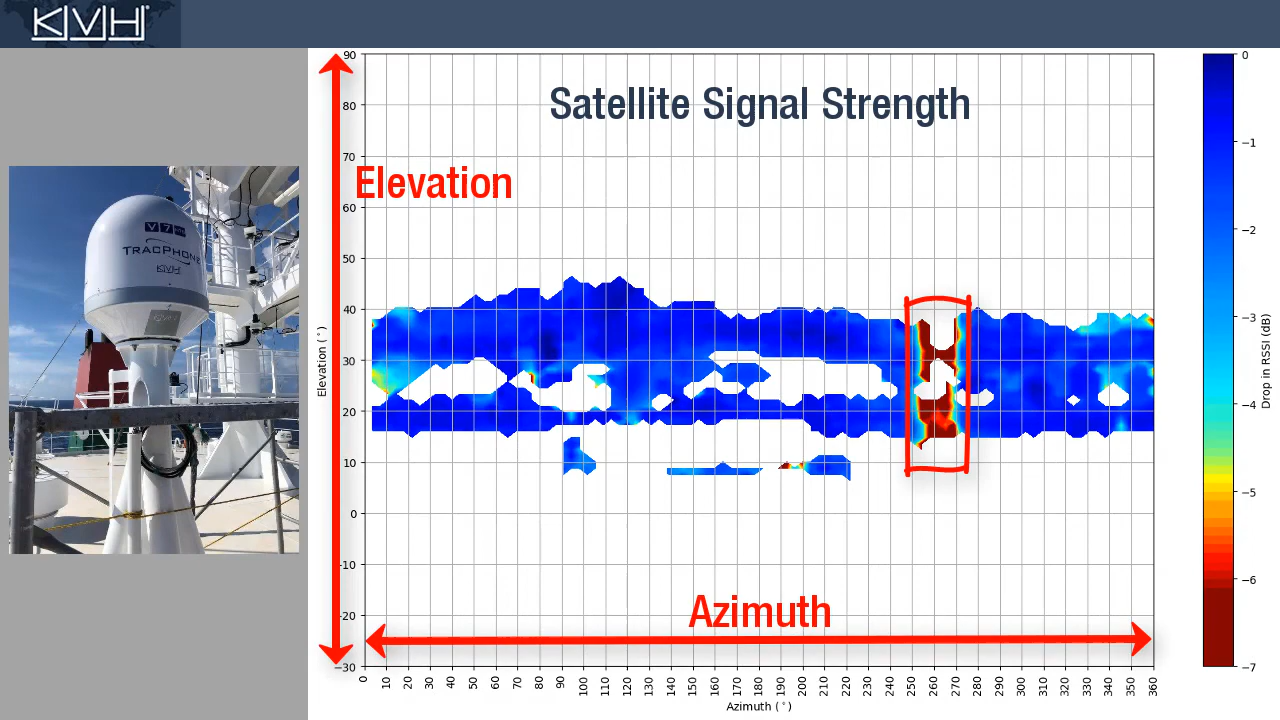 KVH
Satellite Signal Strength
Elevation
Azimuth
V7
TRACPHONE
KVH
90
80
70
60
50
40
30
20
10
0
-10
-20
-30
Elevation (°)
0 10 20 30 40 50 60 70 80 90 100 110 120 130 140 150 160 170 180 190 200 210 220 230 240 250 260 270 280 290 300 310 320 330 340 350 360
Azimuth (°)
0
-1
-2
-3
-4
-5
-6
-7
Drop in RSSI (dB)